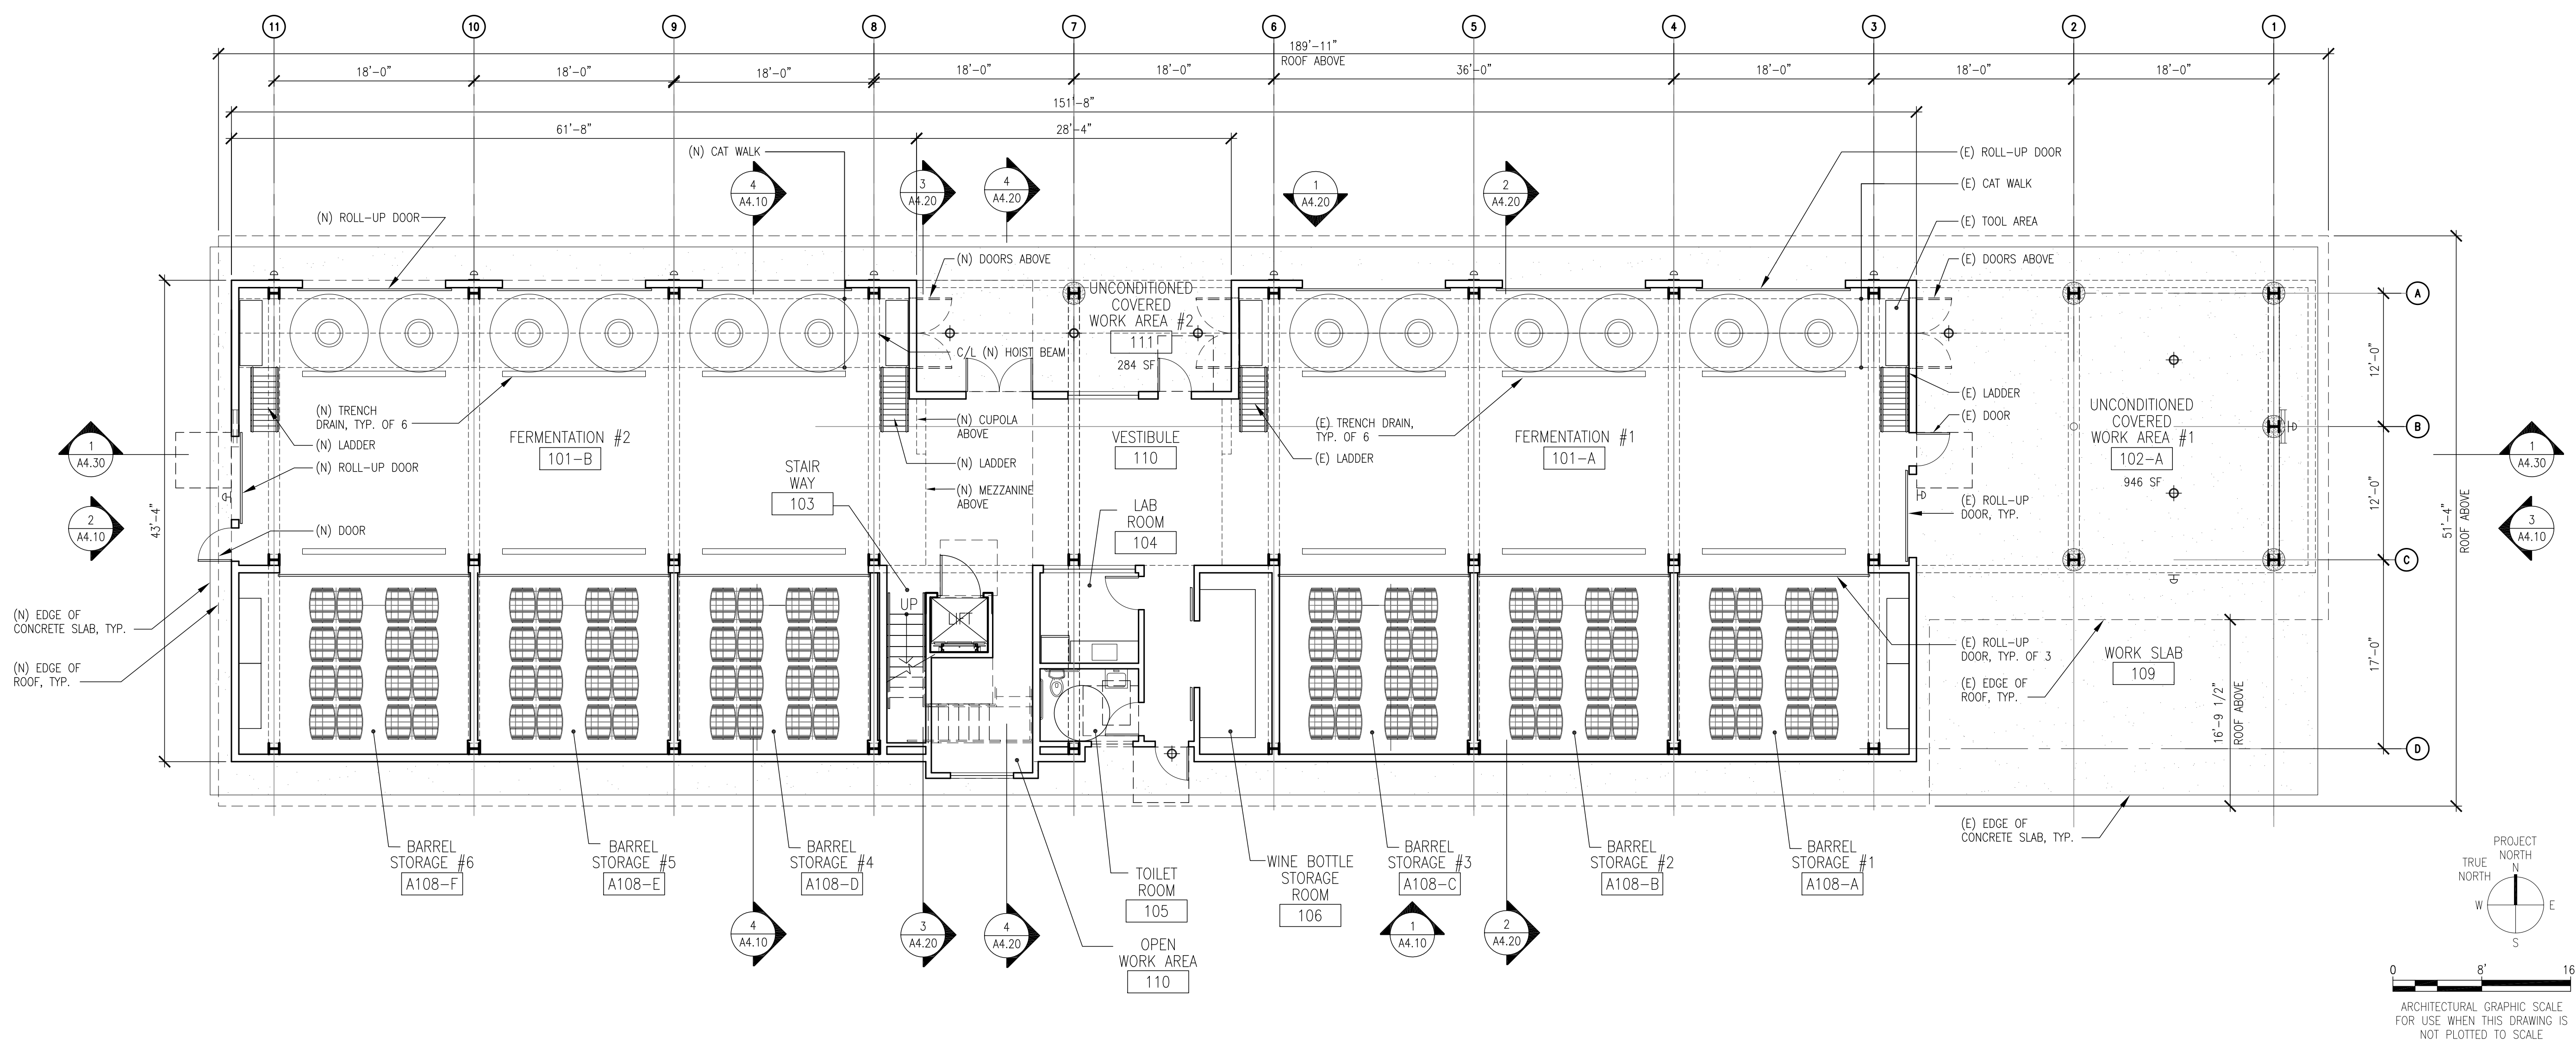 11
10
9
8
7
6
5
4
3
2
1
189'-11"
ROOF ABOVE
18'-0"
18'-0"
18'-0"
18'-0"
18'-0"
36'-0"
18'-0"
18'-0"
18'-0"
151'-8"
61'-8"
28'-4"
(N) CAT WALK
4
A4.10
3
A4.20
4
A4.20
1
A4.20
2
A4.20
(E) ROLL-UP DOOR
(E) CAT WALK
(E) TOOL AREA
(E) DOORS ABOVE
(N) ROLL-UP DOOR
(N) DOORS ABOVE
UNCONDITIONED
COVERED
WORK AREA #2
111
284 SF
C/L (N) HOIST BEAM
A
B
C
D
12'-0"
12'-0"
17'-0"
51'-4"
ROOF ABOVE
43'-4"
1
A4.30
2
A4.10
(N) TRENCH
DRAIN, TYP. OF 6
(N) LADDER
(N) ROLL-UP DOOR
(N) DOOR
FERMENTATION #2
101-B
STAIR
WAY
103
(N) CUPOLA
ABOVE
(N) LADDER
(N) MEZZANINE
ABOVE
VESTIBULE
110
LAB
ROOM
104
(E) TRENCH DRAIN,
TYP. OF 6
(E) LADDER
FERMENTATION #1
101-A
(E) LADDER
(E) DOOR
(E) ROLL-UP
DOOR, TYP.
UNCONDITIONED
COVERED
WORK AREA #1
102-A
946 SF
1
A4.30
3
A4.10
(N) EDGE OF
CONCRETE SLAB, TYP.
(N) EDGE OF
ROOF, TYP.
UP
LIFT
(E) ROLL-UP
DOOR, TYP. OF 3
(E) EDGE OF
ROOF, TYP.
WORK SLAB
109
16'-9 1/2"
ROOF ABOVE
(E) EDGE OF
CONCRETE SLAB, TYP.
BARREL
STORAGE #6
A108-F
BARREL
STORAGE #5
A108-E
BARREL
STORAGE #4
A108-D
TOILET
ROOM
105
OPEN
WORK AREA
110
WINE BOTTLE
STORAGE
ROOM
106
BARREL
STORAGE #3
A108-C
BARREL
STORAGE #2
A108-B
BARREL
STORAGE #1
A108-A
4
A4.10
3
A4.20
4
A4.20
1
A4.10
2
A4.20
PROJECT
NORTH
TRUE
NORTH
N
W
E
S
0 8' 16
ARCHITECTURAL GRAPHIC SCALE
FOR USE WHEN THIS DRAWING IS
NOT PLOTTED TO SCALE